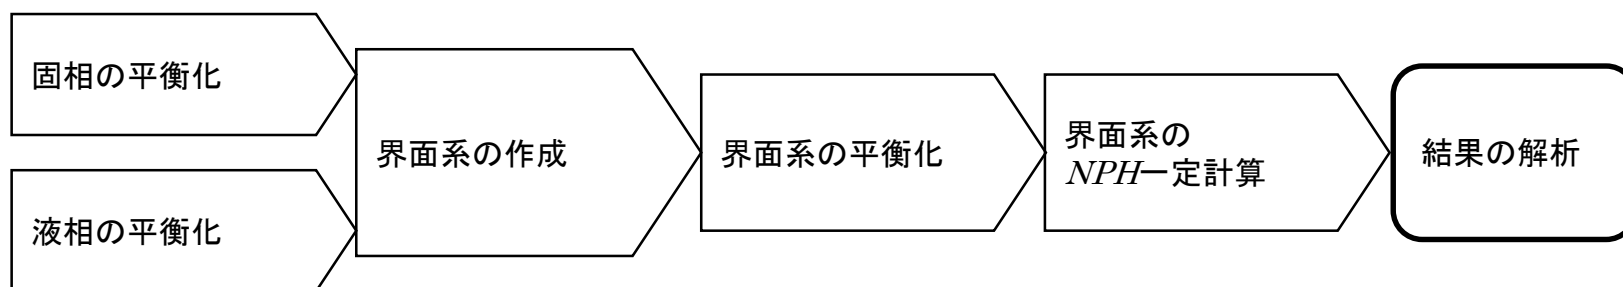 固相の平衡化
液相の平衡化
界面系の作成
界面系の平衡化
界面系の
NPH一定計算
結果の解析